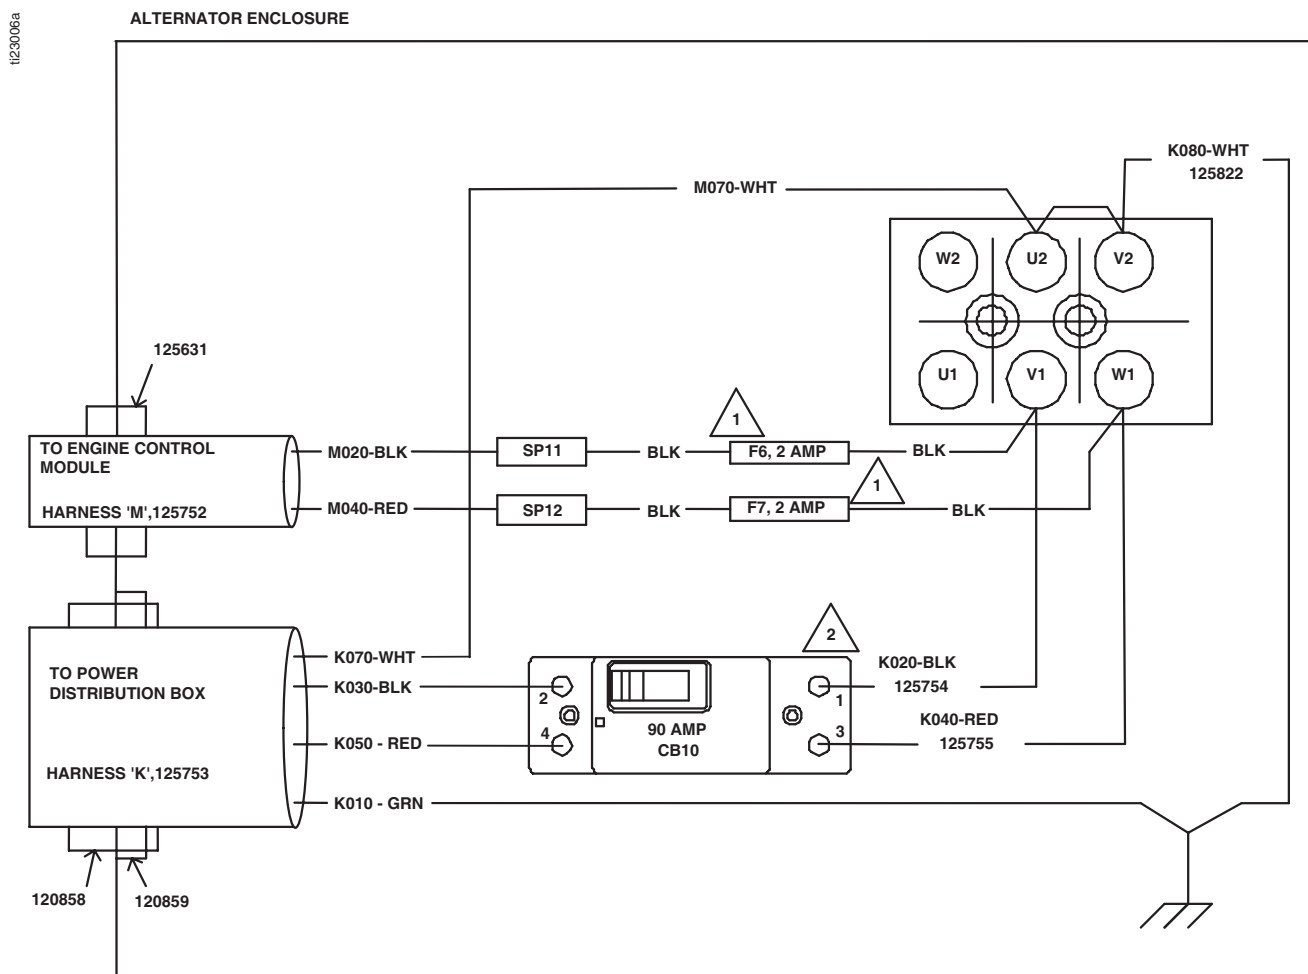 ti23006a
ALTERNATOR ENCLOSURE
K080-WHT
125822
M070-WHT
W2
U2
V2
U1
V1
W1
125631
TO ENGINE CONTROL
MODULE
HARNESS 'M',125752
M020-BLK
SP11
BLK
1
F6, 2 AMP
BLK
M040-RED
SP12
BLK
F7, 2 AMP
1
BLK
TO POWER
DISTRIBUTION BOX
HARNESS 'K',125753
K070-WHT
K030-BLK
K050 - RED
K010 - GRN
2
4
90 AMP
CB10
2
1
3
K020-BLK
125754
K040-RED
125755
120858
120859